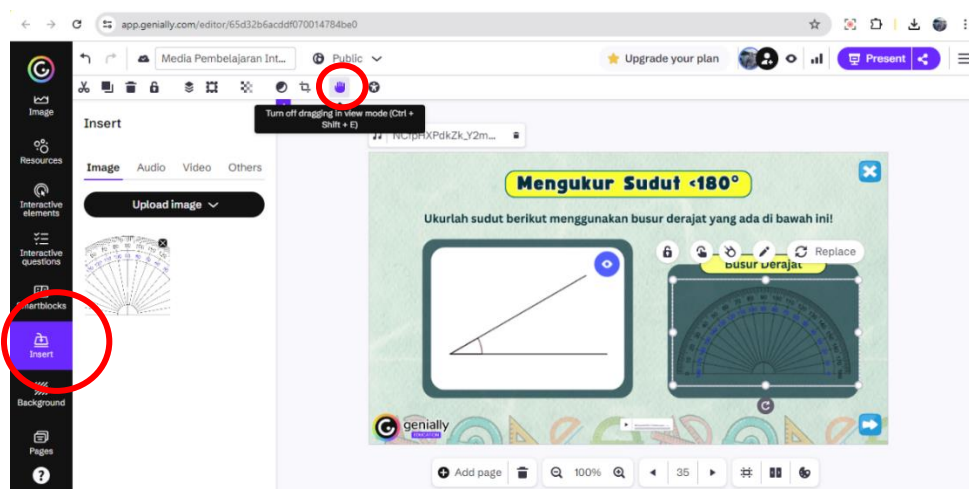 app.genially.com/editor/65d32b6acddf070014784be0
Media Pembelajaran Int...
Public
Upgrade your plan
Present
Turn off dragging in view mode (Ctrl +
Shift + E)
Image
Resources
Interactive
elements
Interactive
questions
Smartblocks
Insert
Background
Pages
Insert
Image Audio Video Others
Upload image
NCfpHXPdkZk_Y2m...
Mengukur Sudut <180°
Ukurlah sudut berikut menggunakan busur derajat yang ada di bawah ini!
Replace
Busur Derajat
genially
EDUCATION
Add page
100%
35